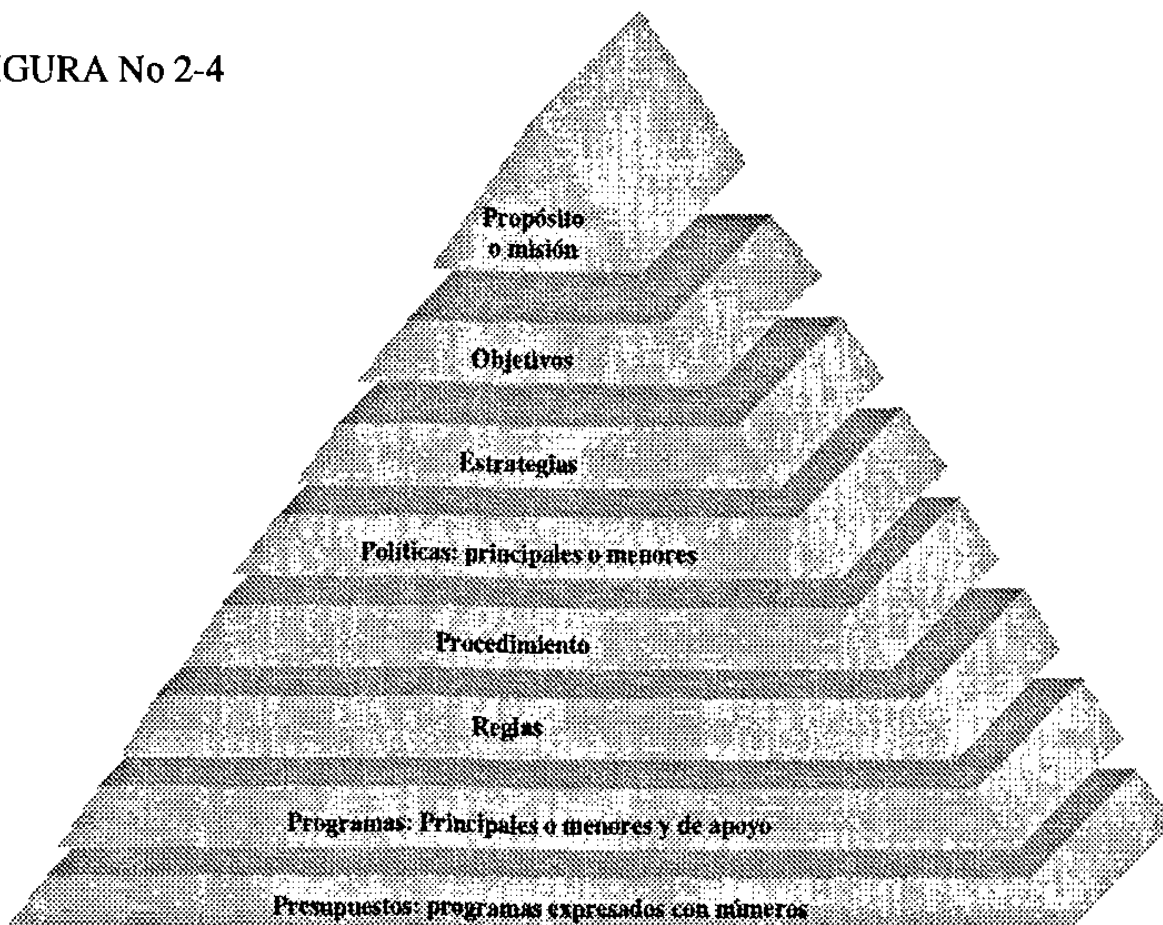 IGURA No 2-4
Propósito
o misión
Objetivos
Estrategias
Políticas: principales o menores
Procedimiento
Reglas
Programas: Principales o menores y de apoyo
Presupuestos: programas expresados con números